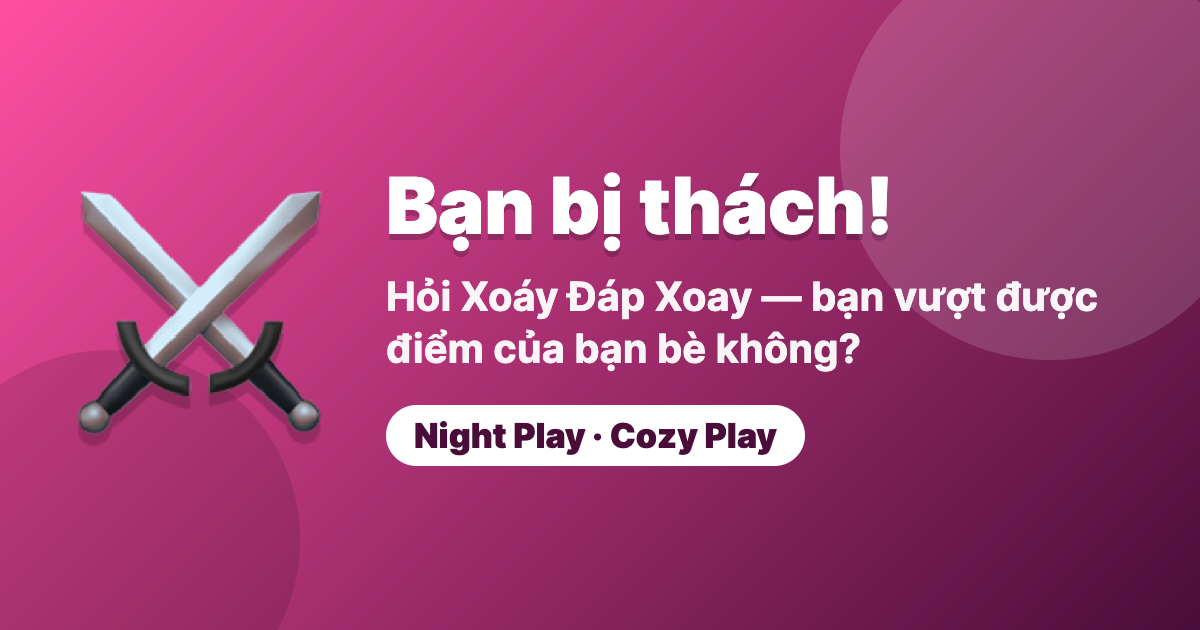 Bạn bị thách!
Hỏi Xoáy Đáp Xoay — bạn vượt được
điểm của bạn bè không?
Night Play · Cozy Play